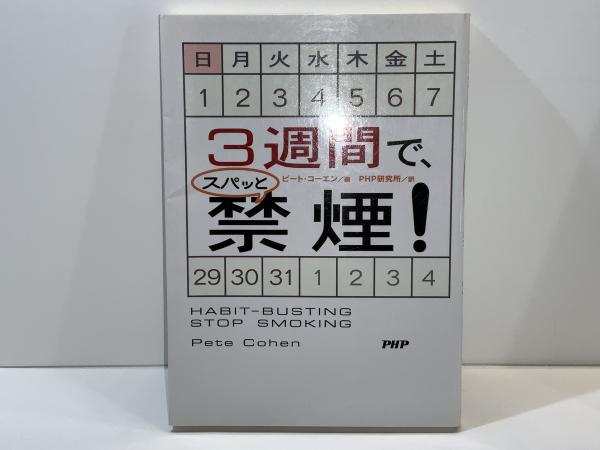 日 月 火 水 木 金 土
1 2 3 4 5 6 7
3週間で、
スパッと
ピート・コーエン/著 PHP研究所/訳
禁煙!
29 30 31 1 2 3 4
HABIT-BUSTING
STOP SMOKING
Pete Cohen
PHP